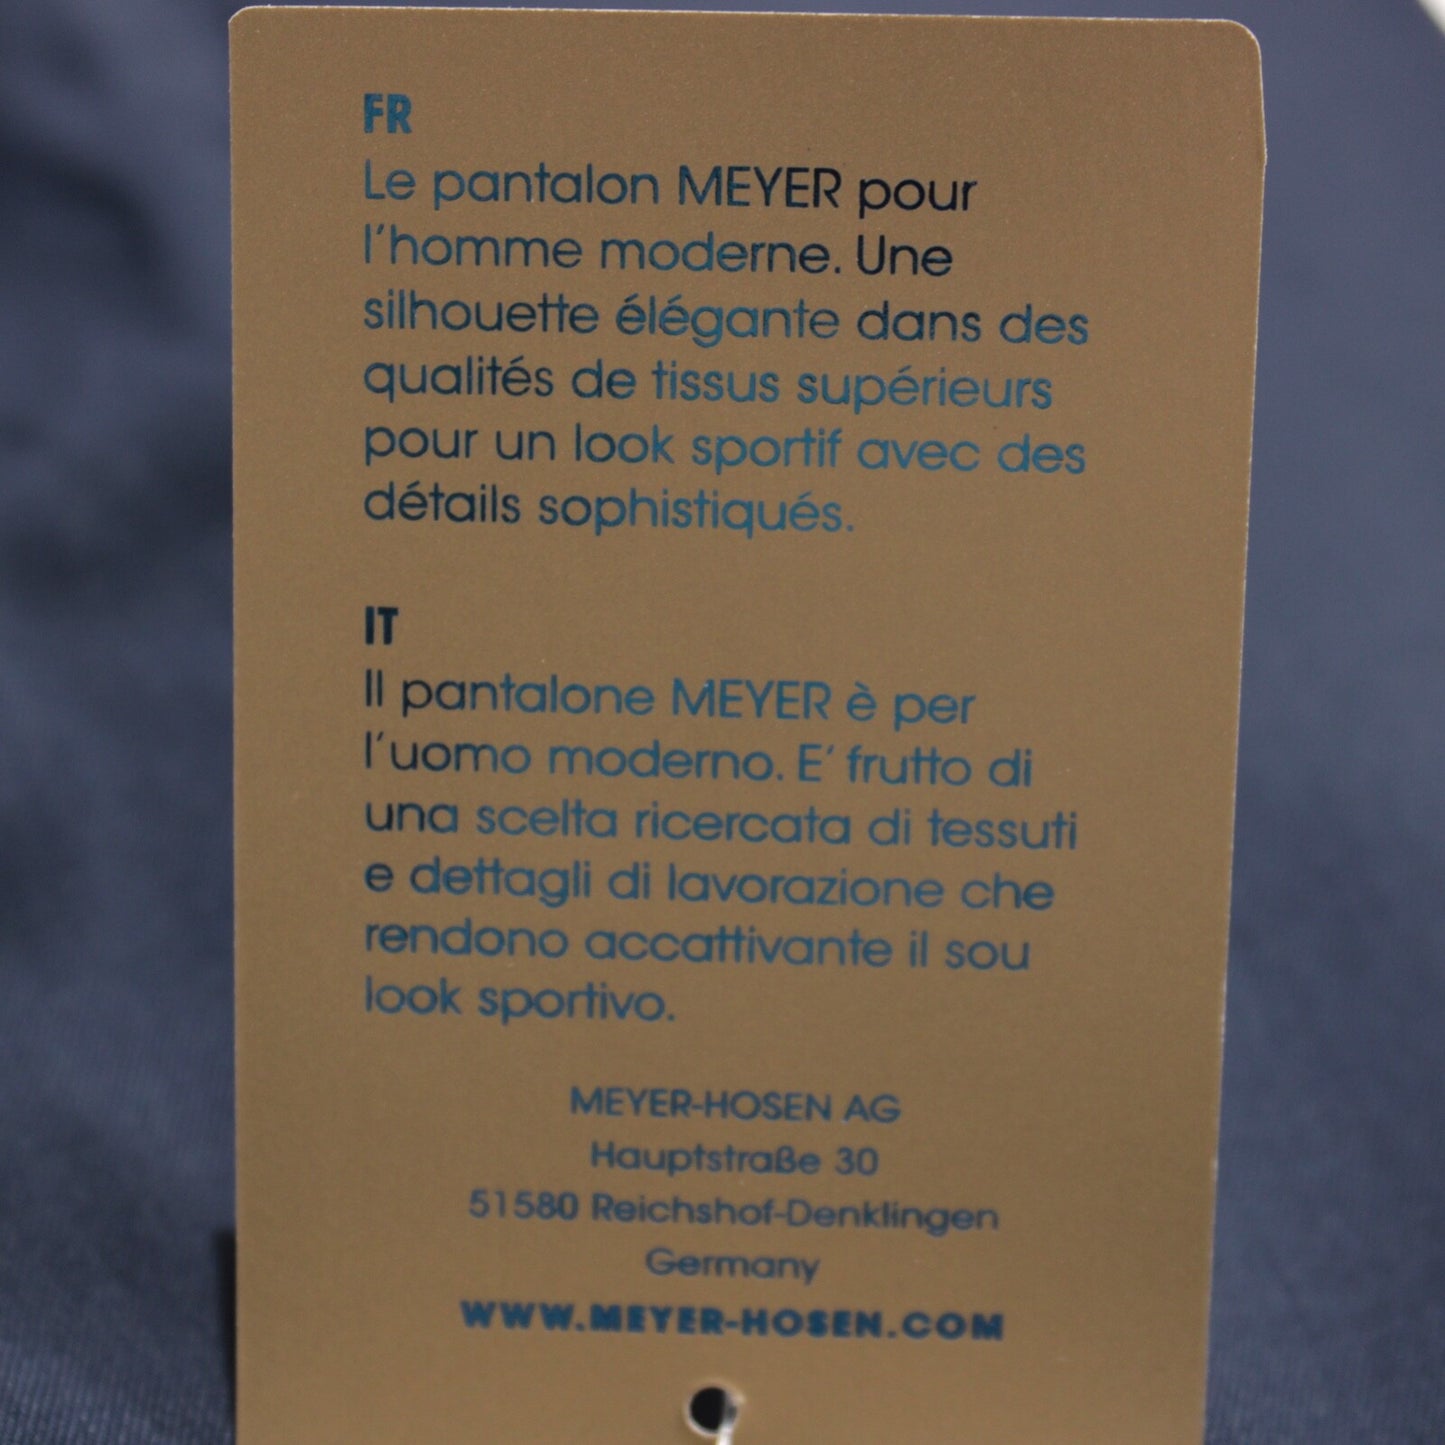 FR
Le pantalon MEYER pour
l'homme moderne. Une
silhouette élégante dans des
qualités de tissus supérieurs
pour un look sportif avec des
détails sophistiqués.
IT
Il pantalone MEYER è per
l'uomo moderno. E' frutto di
una scelta ricercata di tessuti
e dettagli di lavorazione che
rendono accattivante il sou
look sportivo.
MEYER-HOSEN AG
Hauptstraße 30
51580 Reichshof-Denklingen
Germany
WWW.MEYER-HOSEN.COM